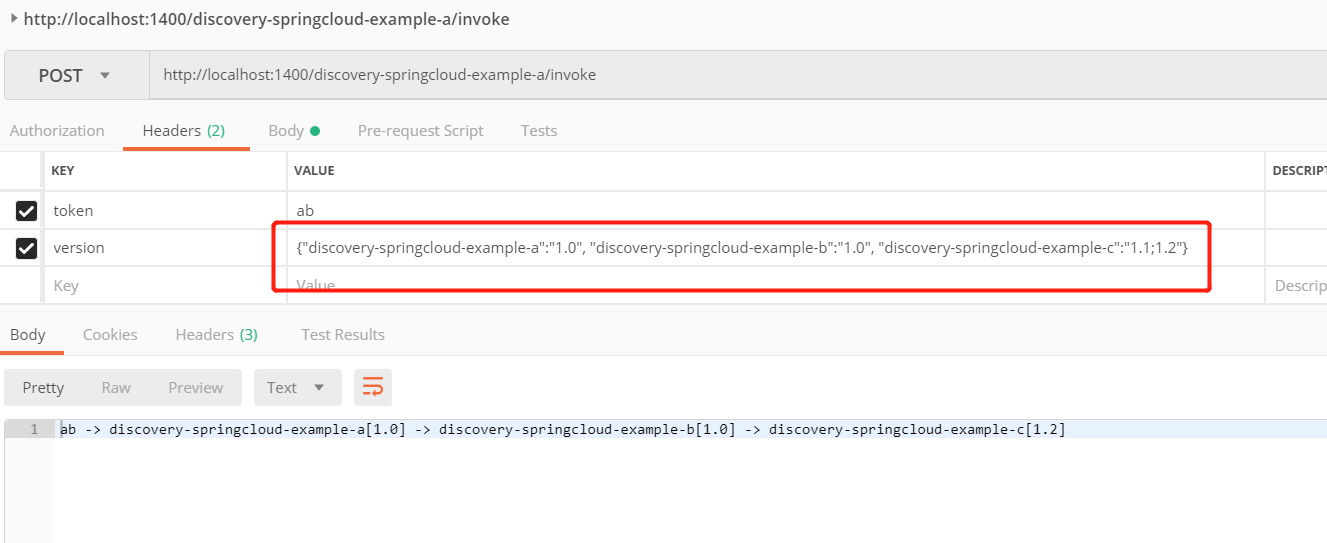 http://localhost:1400/discovery-springcloud-example-a/invoke
POST http://localhost:1400/discovery-springcloud-example-a/invoke
Authorization Headers (2) Body Pre-request Script Tests
KEY VALUE DESCRIPT
token ab
version {"discovery-springcloud-example-a":"1.0", "discovery-springcloud-example-b":"1.0", "discovery-springcloud-example-c":"1.1;1.2"}
Key Value Descrip
Body Cookies Headers (3) Test Results
Pretty Raw Preview Text
1 ab -> discovery-springcloud-example-a[1.0] -> discovery-springcloud-example-b[1.0] -> discovery-springcloud-example-c[1.2]